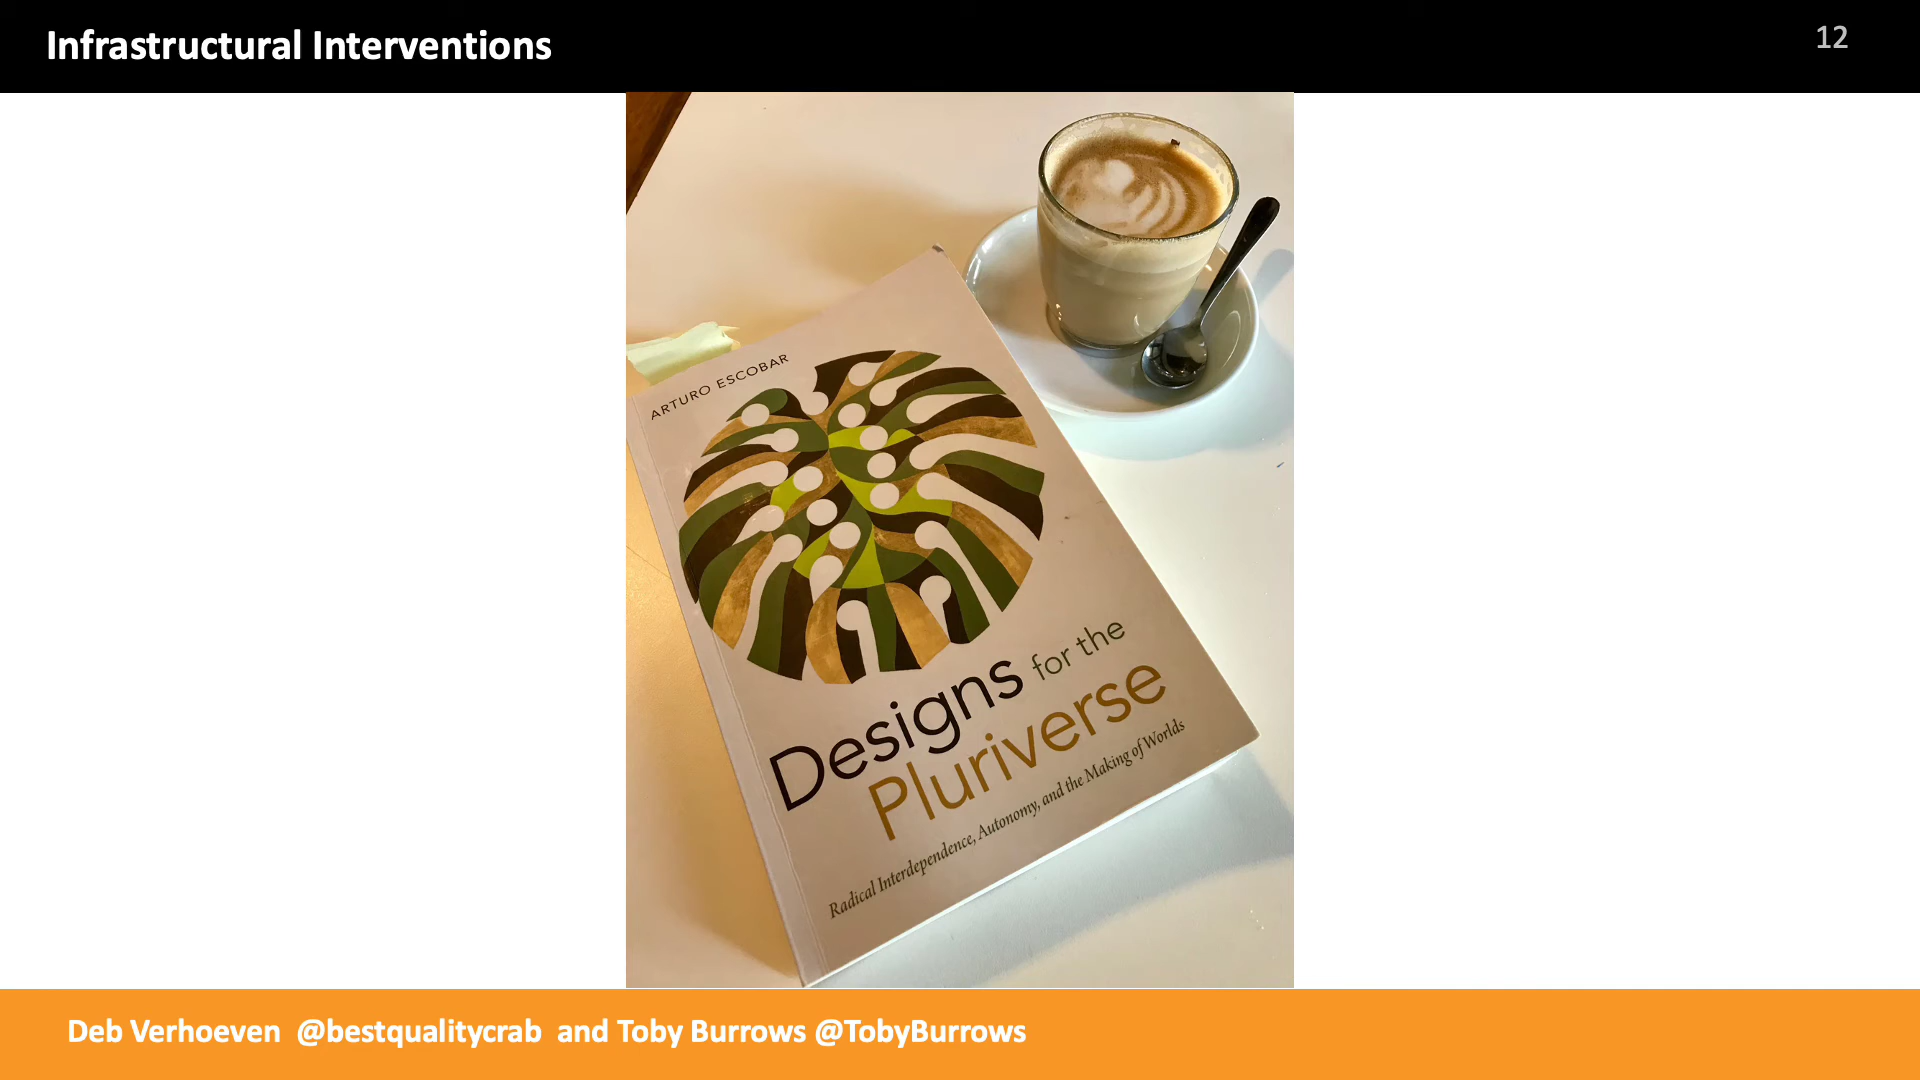 Infrastructural Interventions
12
ARTURO ESCOBAR
Designs for the
Pluriverse
Radical Interdependence, Autonomy, and the Making of Worlds
Deb Verhoeven @bestqualitycrab and Toby Burrows @TobyBurrows